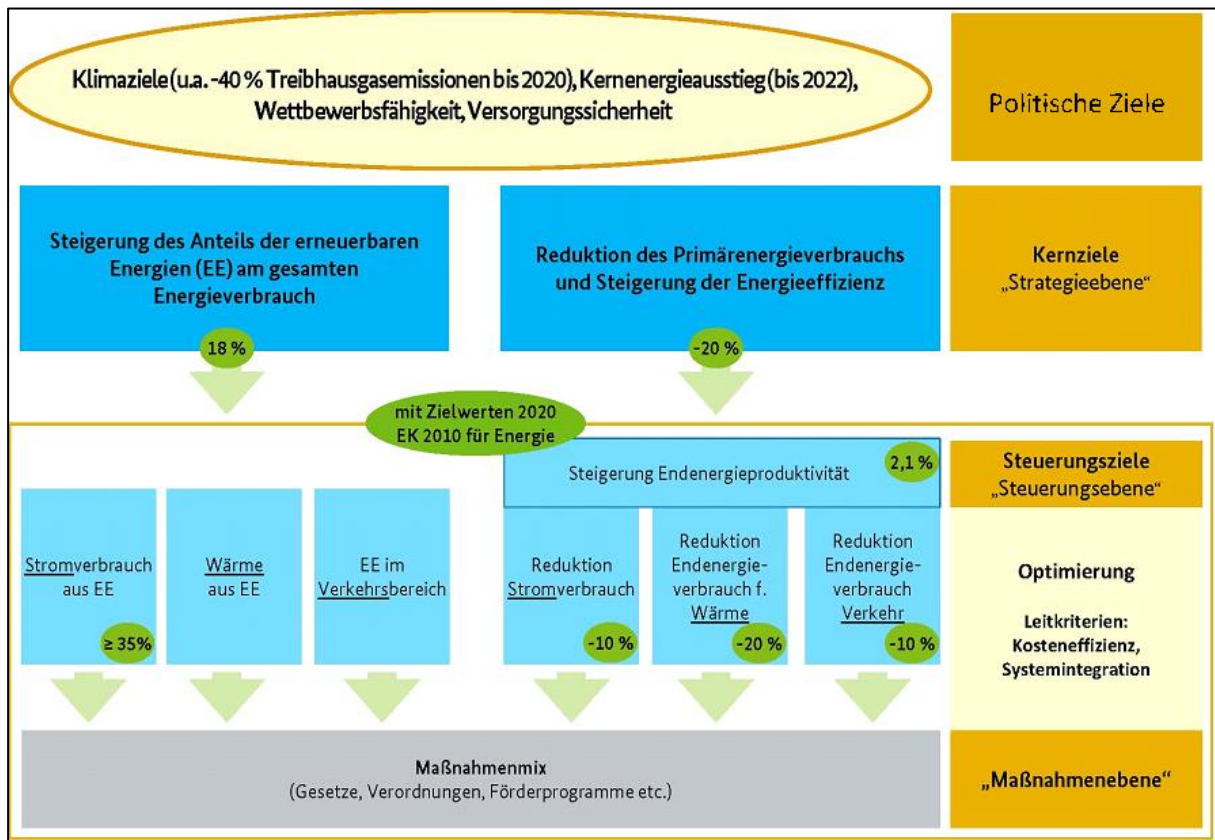 Klimaziele (u.a. -40 % Treibhausgasemissionen bis 2020), Kernenergieausstieg (bis 2022),
Wettbewerbsfähigkeit, Versorgungssicherheit
Politische Ziele
Steigerung des Anteils der erneuerbaren
Energien (EE) am gesamten
Energieverbrauch
18 %
Reduktion des Primärenergieverbrauchs
und Steigerung der Energieeffizienz
-20 %
Kernziele
„Strategieebene“
mit Zielwerten 2020
EK 2010 für Energie
Steigerung Endenergieproduktivität
2,1 %
Steuerungsziele
„Steuerungsebene“
Stromverbrauch
aus EE
≥ 35%
Wärme
aus EE
EE im
Verkehrsbereich
Reduktion
Stromverbrauch
-10 %
Reduktion
Endenergie-
verbrauch f.
Wärme
-20 %
Reduktion
Endenergie-
verbrauch
Verkehr
-10 %
Optimierung
Leitkriterien:
Kosteneffizienz,
Systemintegration
Maßnahmenmix
(Gesetze, Verordnungen, Förderprogramme etc.)
„Maßnahmenebene“